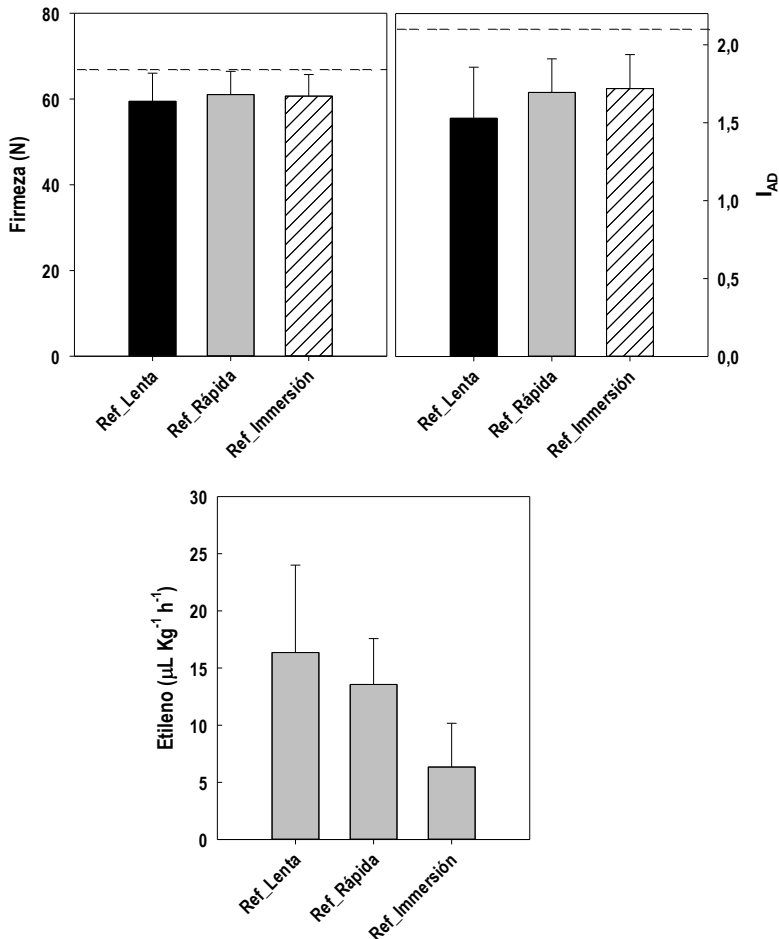 Firmeza (N)
80
60
40
20
0
Ref_Lenta
Ref_Rápida
Ref_Immersión
2,0
1,5
1,0
0,5
0,0
I_AD
Ref_Lenta
Ref_Rápida
Ref_Immersión
Etileno (µL Kg⁻¹ h⁻¹)
30
25
20
15
10
5
0
Ref_Lenta
Ref_Rápida
Ref_Immersión